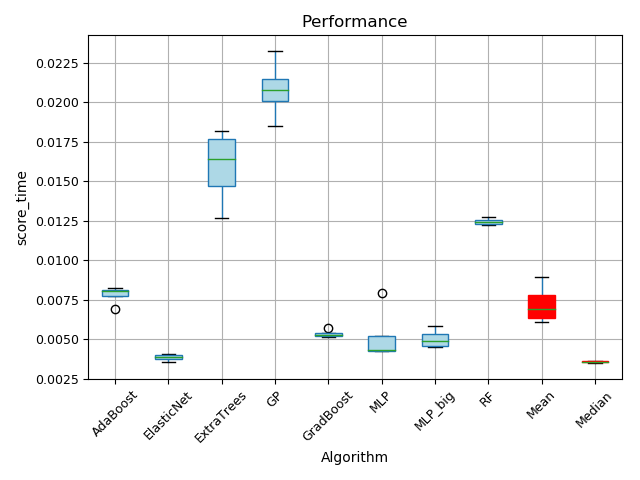 Performance
score_time
0.0225
0.0200
0.0175
0.0150
0.0125
0.0100
0.0075
0.0050
0.0025
AdaBoost
ElasticNet
ExtraTrees
GP
GradBoost
MLP
MLP_big
RF
Mean
Median
Algorithm